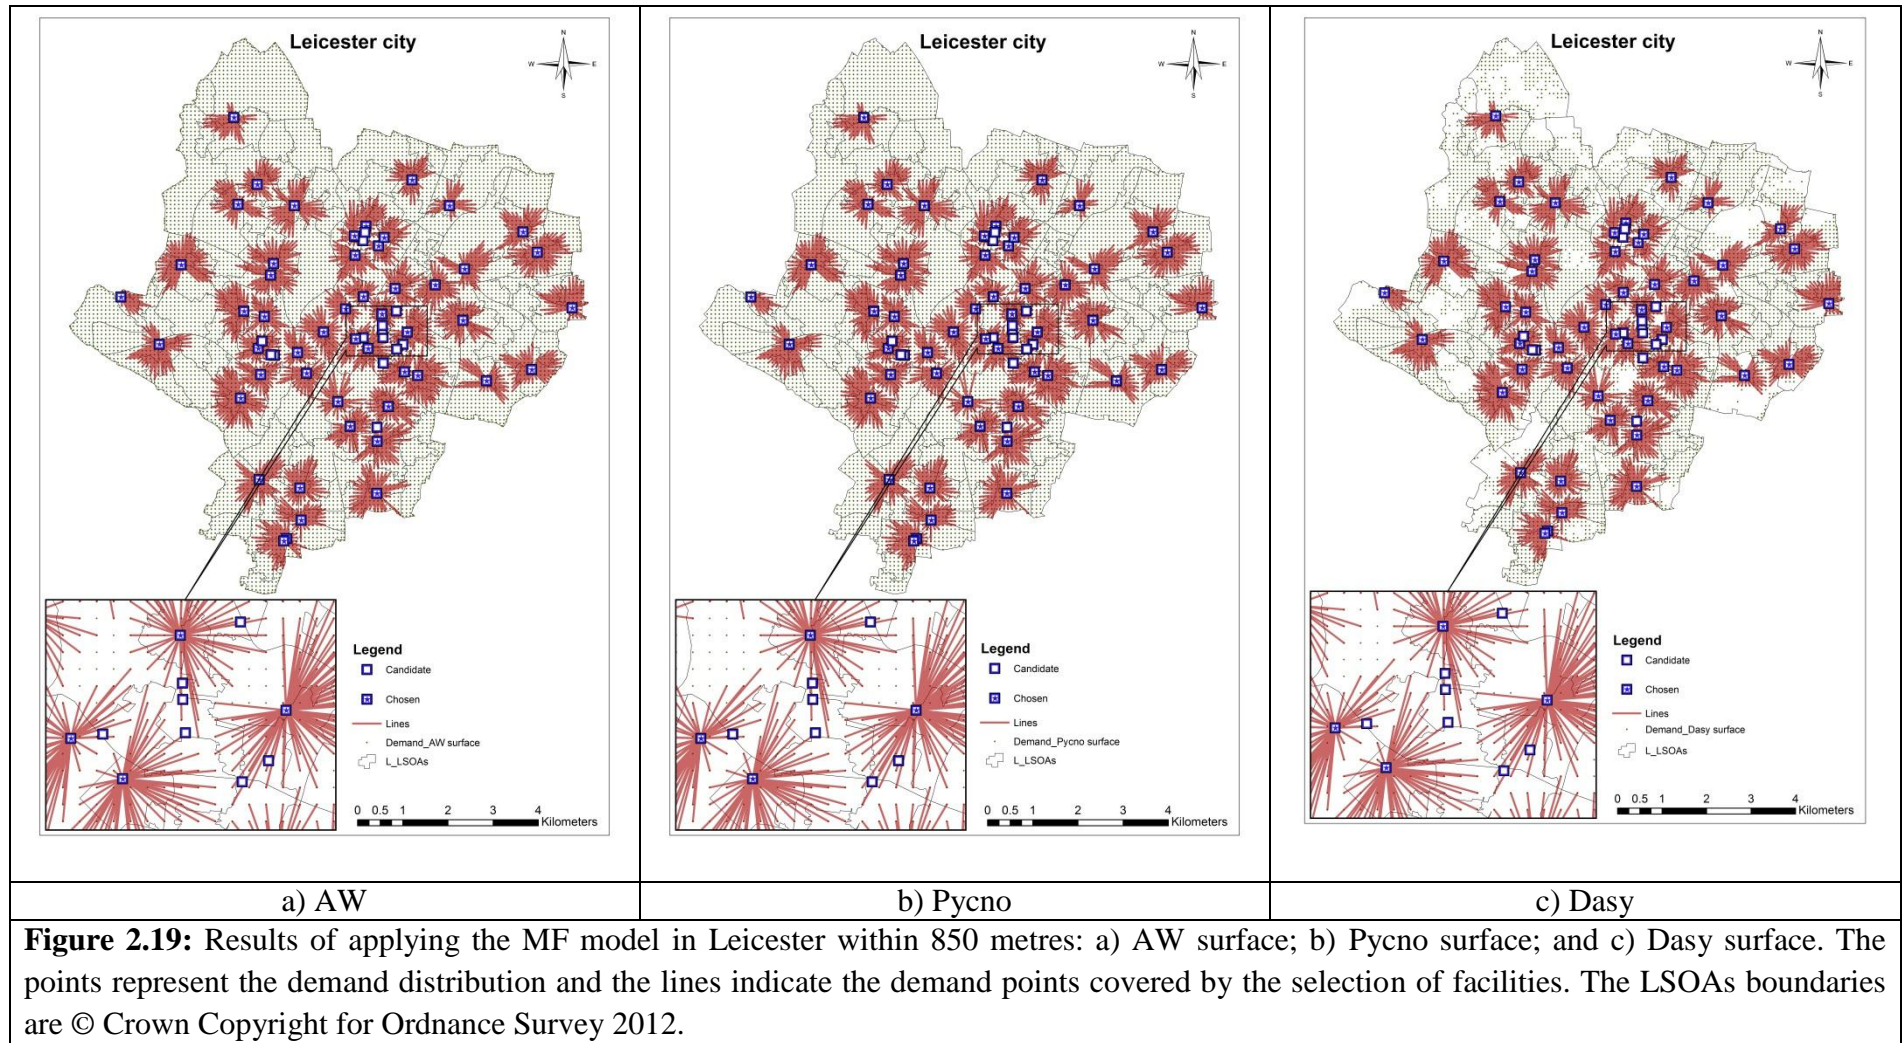 Leicester city
N
W E
S
Legend
Candidate
Chosen
Lines
Demand_AW surface
L_LSOAs
0 0.5 1 2 3 4
Kilometers
Leicester city
N
W E
S
Legend
Candidate
Chosen
Lines
Demand_Pycno surface
L_LSOAs
0 0.5 1 2 3 4
Kilometers
Leicester city
N
W E
S
Legend
Candidate
Chosen
Lines
Demand_Dasy surface
L_LSOAs
0 0.5 1 2 3 4
Kilometers
a) AW
b) Pycno
c) Dasy
Figure 2.19: Results of applying the MF model in Leicester within 850 metres: a) AW surface; b) Pycno surface; and c) Dasy surface. The
points represent the demand distribution and the lines indicate the demand points covered by the selection of facilities. The LSOAs boundaries
are © Crown Copyright for Ordnance Survey 2012.